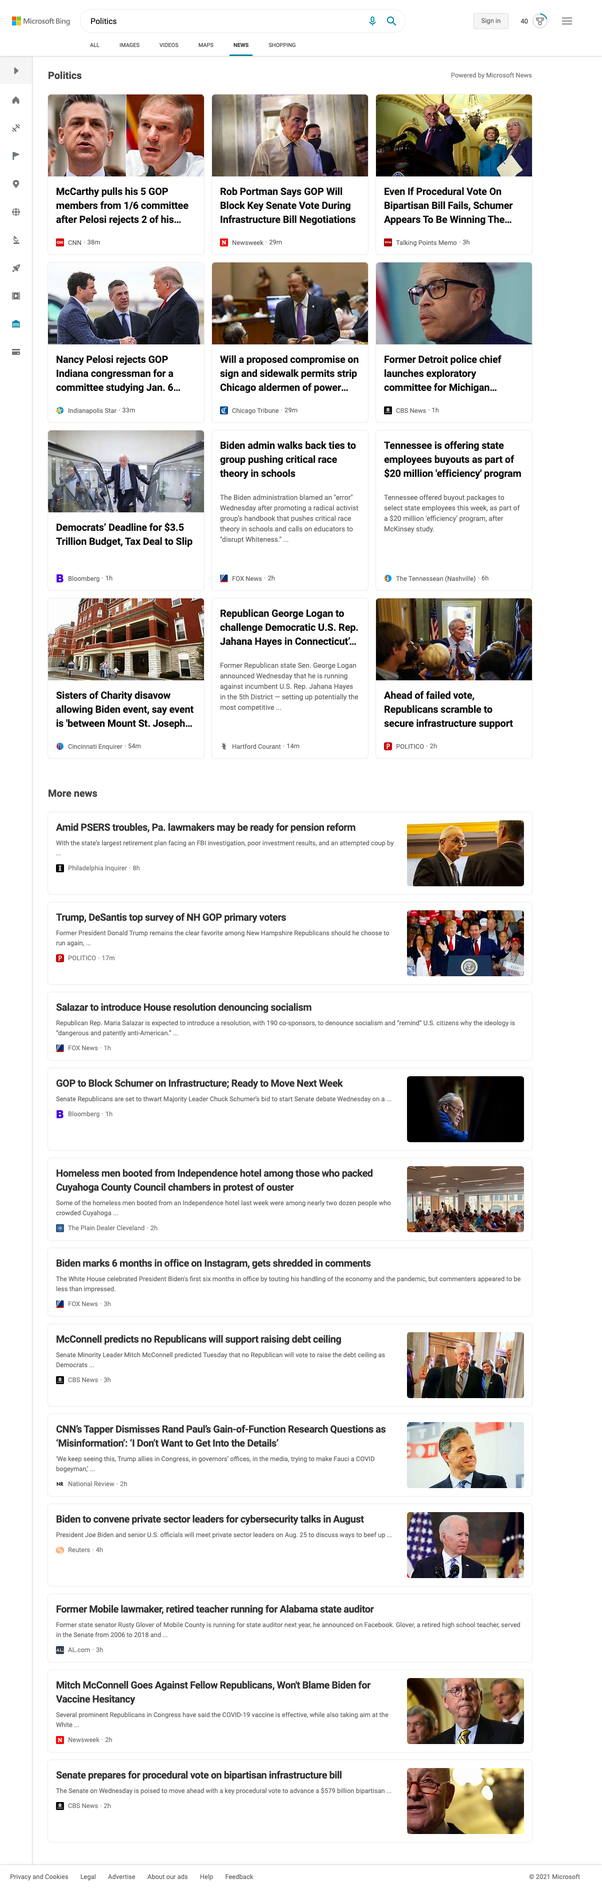 Microsoft Bing
Politics
Sign in
40
ALL
IMAGES
VIDEOS
MAPS
NEWS
SHOPPING
Politics
Powered by Microsoft News
McCarthy pulls his 5 GOP
members from 1/6 committee
after Pelosi rejects 2 of his...
CNN · 38m
Rob Portman Says GOP Will
Block Key Senate Vote During
Infrastructure Bill Negotiations
Newsweek · 29m
Even If Procedural Vote On
Bipartisan Bill Fails, Schumer
Appears To Be Winning The...
Talking Points Memo · 3h
Nancy Pelosi rejects GOP
Indiana congressman for a
committee studying Jan. 6...
Indianapolis Star · 33m
Will a proposed compromise on
sign and sidewalk permits strip
Chicago aldermen of power...
Chicago Tribune · 29m
Former Detroit police chief
launches exploratory
committee for Michigan...
CBS News · 1h
Democrats' Deadline for $3.5
Trillion Budget, Tax Deal to Slip
Bloomberg · 1h
Biden admin walks back ties to
group pushing critical race
theory in schools
The Biden administration blamed an "error"
Wednesday after promoting a radical activist
group's handbook that pushes critical race
theory in schools and calls on educators to
"disrupt Whiteness." ...
FOX News · 2h
Tennessee is offering state
employees buyouts as part of
$20 million 'efficiency' program
Tennessee offered buyout packages to
select state employees this week, as part of
a $20 million 'efficiency' program, after
McKinsey study.
The Tennessean (Nashville) · 6h
Sisters of Charity disavow
allowing Biden event, say event
is 'between Mount St. Joseph...
Cincinnati Enquirer · 54m
Republican George Logan to
challenge Democratic U.S. Rep.
Jahana Hayes in Connecticut'...
Former Republican state Sen. George Logan
announced Wednesday that he is running
against incumbent U.S. Rep. Jahana Hayes
in the 5th District — setting up potentially the
most competitive ...
Hartford Courant · 14m
Ahead of failed vote,
Republicans scramble to
secure infrastructure support
POLITICO · 2h
More news
Amid PSERS troubles, Pa. lawmakers may be ready for pension reform
With the state's largest retirement plan facing an FBI investigation, poor investment results, and an attempted coup by
...
Philadelphia Inquirer · 8h
Trump, DeSantis top survey of NH GOP primary voters
Former President Donald Trump remains the clear favorite among New Hampshire Republicans should he choose to
run again, ...
POLITICO · 17m
Salazar to introduce House resolution denouncing socialism
Republican Rep. Maria Salazar is expected to introduce a resolution, with 190 co-sponsors, to denounce socialism and "remind" U.S. citizens why the ideology is
"dangerous and patently anti-American." ...
FOX News · 1h
GOP to Block Schumer on Infrastructure; Ready to Move Next Week
Senate Republicans are set to thwart Majority Leader Chuck Schumer's bid to start Senate debate Wednesday on a ...
Bloomberg · 1h
Homeless men booted from Independence hotel among those who packed
Cuyahoga County Council chambers in protest of ouster
Some of the homeless men booted from an Independence hotel last week were among nearly two dozen people who
crowded Cuyahoga ...
The Plain Dealer Cleveland · 2h
Biden marks 6 months in office on Instagram, gets shredded in comments
The White House celebrated President Biden's first six months in office by touting his handling of the economy and the pandemic, but commenters appeared to be
less than impressed.
FOX News · 3h
McConnell predicts no Republicans will support raising debt ceiling
Senate Minority Leader Mitch McConnell predicted Tuesday that no Republican will vote to raise the debt ceiling as
Democrats ...
CBS News · 3h
CNN's Tapper Dismisses Rand Paul's Gain-of-Function Research Questions as
'Misinformation': 'I Don't Want to Get Into the Details'
'We keep seeing this, Trump allies in Congress, in governors' offices, in the media, trying to make Fauci a COVID
bogeyman,' ...
NR National Review · 2h
Biden to convene private sector leaders for cybersecurity talks in August
President Joe Biden and senior U.S. officials will meet private sector leaders on Aug. 25 to discuss ways to beef up ...
Reuters · 4h
Former Mobile lawmaker, retired teacher running for Alabama state auditor
Former state senator Rusty Glover of Mobile County is running for state auditor next year, he announced on Facebook. Glover, a retired high school teacher, served
in the Senate from 2006 to 2018 and ...
AL.com · 3h
Mitch McConnell Goes Against Fellow Republicans, Won't Blame Biden for
Vaccine Hesitancy
Several prominent Republicans in Congress have said the COVID-19 vaccine is effective, while also taking aim at the
White ...
Newsweek · 2h
Senate prepares for procedural vote on bipartisan infrastructure bill
The Senate on Wednesday is poised to move ahead with a key procedural vote to advance a $579 billion bipartisan ...
CBS News · 2h
Privacy and Cookies
Legal
Advertise
About our ads
Help
Feedback
© 2021 Microsoft